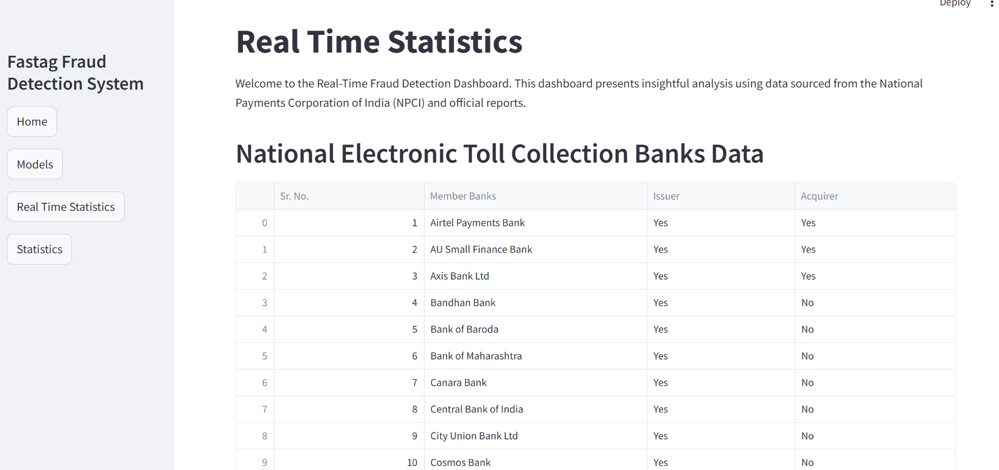 Deploy
Fastag Fraud
Detection System
Home
Models
Real Time Statistics
Statistics
Real Time Statistics
Welcome to the Real-Time Fraud Detection Dashboard. This dashboard presents insightful analysis using data sourced from the National
Payments Corporation of India (NPCI) and official reports.
National Electronic Toll Collection Banks Data
Sr. No. Member Banks Issuer Acquirer
0 1 Airtel Payments Bank Yes Yes
1 2 AU Small Finance Bank Yes Yes
2 3 Axis Bank Ltd Yes Yes
3 4 Bandhan Bank Yes No
4 5 Bank of Baroda Yes No
5 6 Bank of Maharashtra Yes No
6 7 Canara Bank Yes No
7 8 Central Bank of India Yes No
8 9 City Union Bank Ltd Yes No
9 10 Cosmos Bank Yes No